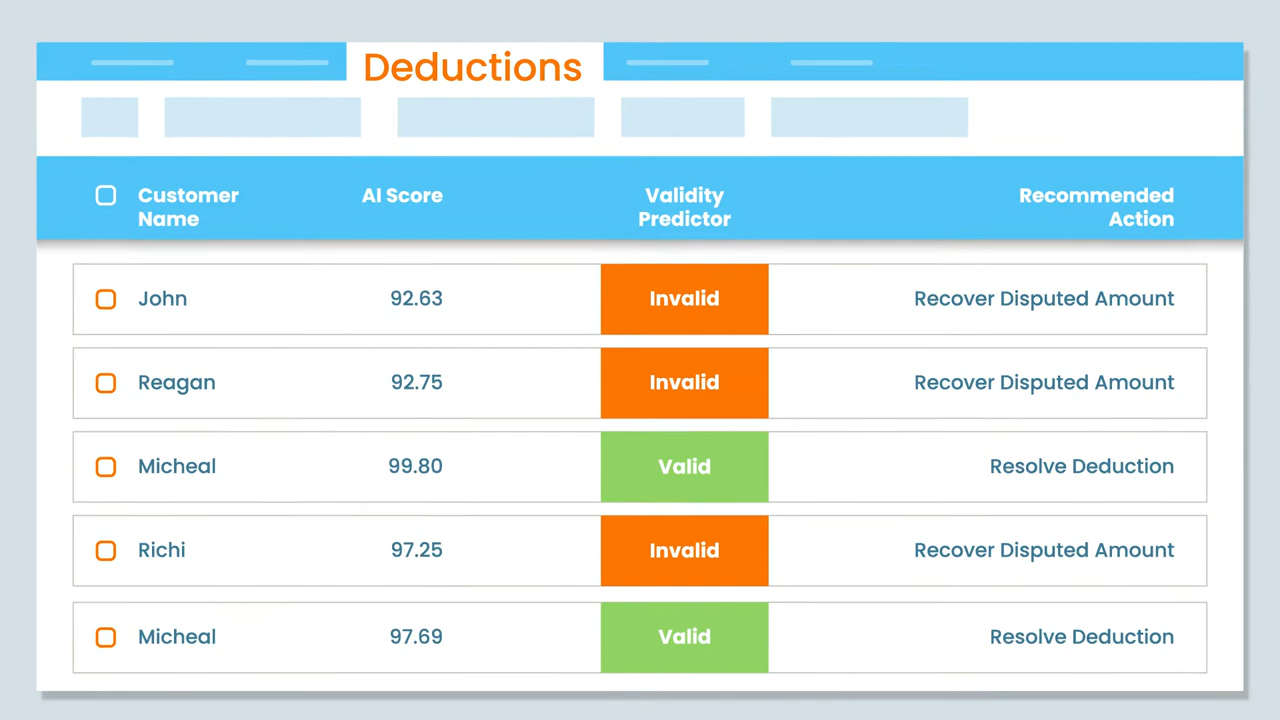 Deductions
Customer Name AI Score Validity Predictor Recommended Action
John 92.63 Invalid Recover Disputed Amount
Reagan 92.75 Invalid Recover Disputed Amount
Micheal 99.80 Valid Resolve Deduction
Richi 97.25 Invalid Recover Disputed Amount
Micheal 97.69 Valid Resolve Deduction